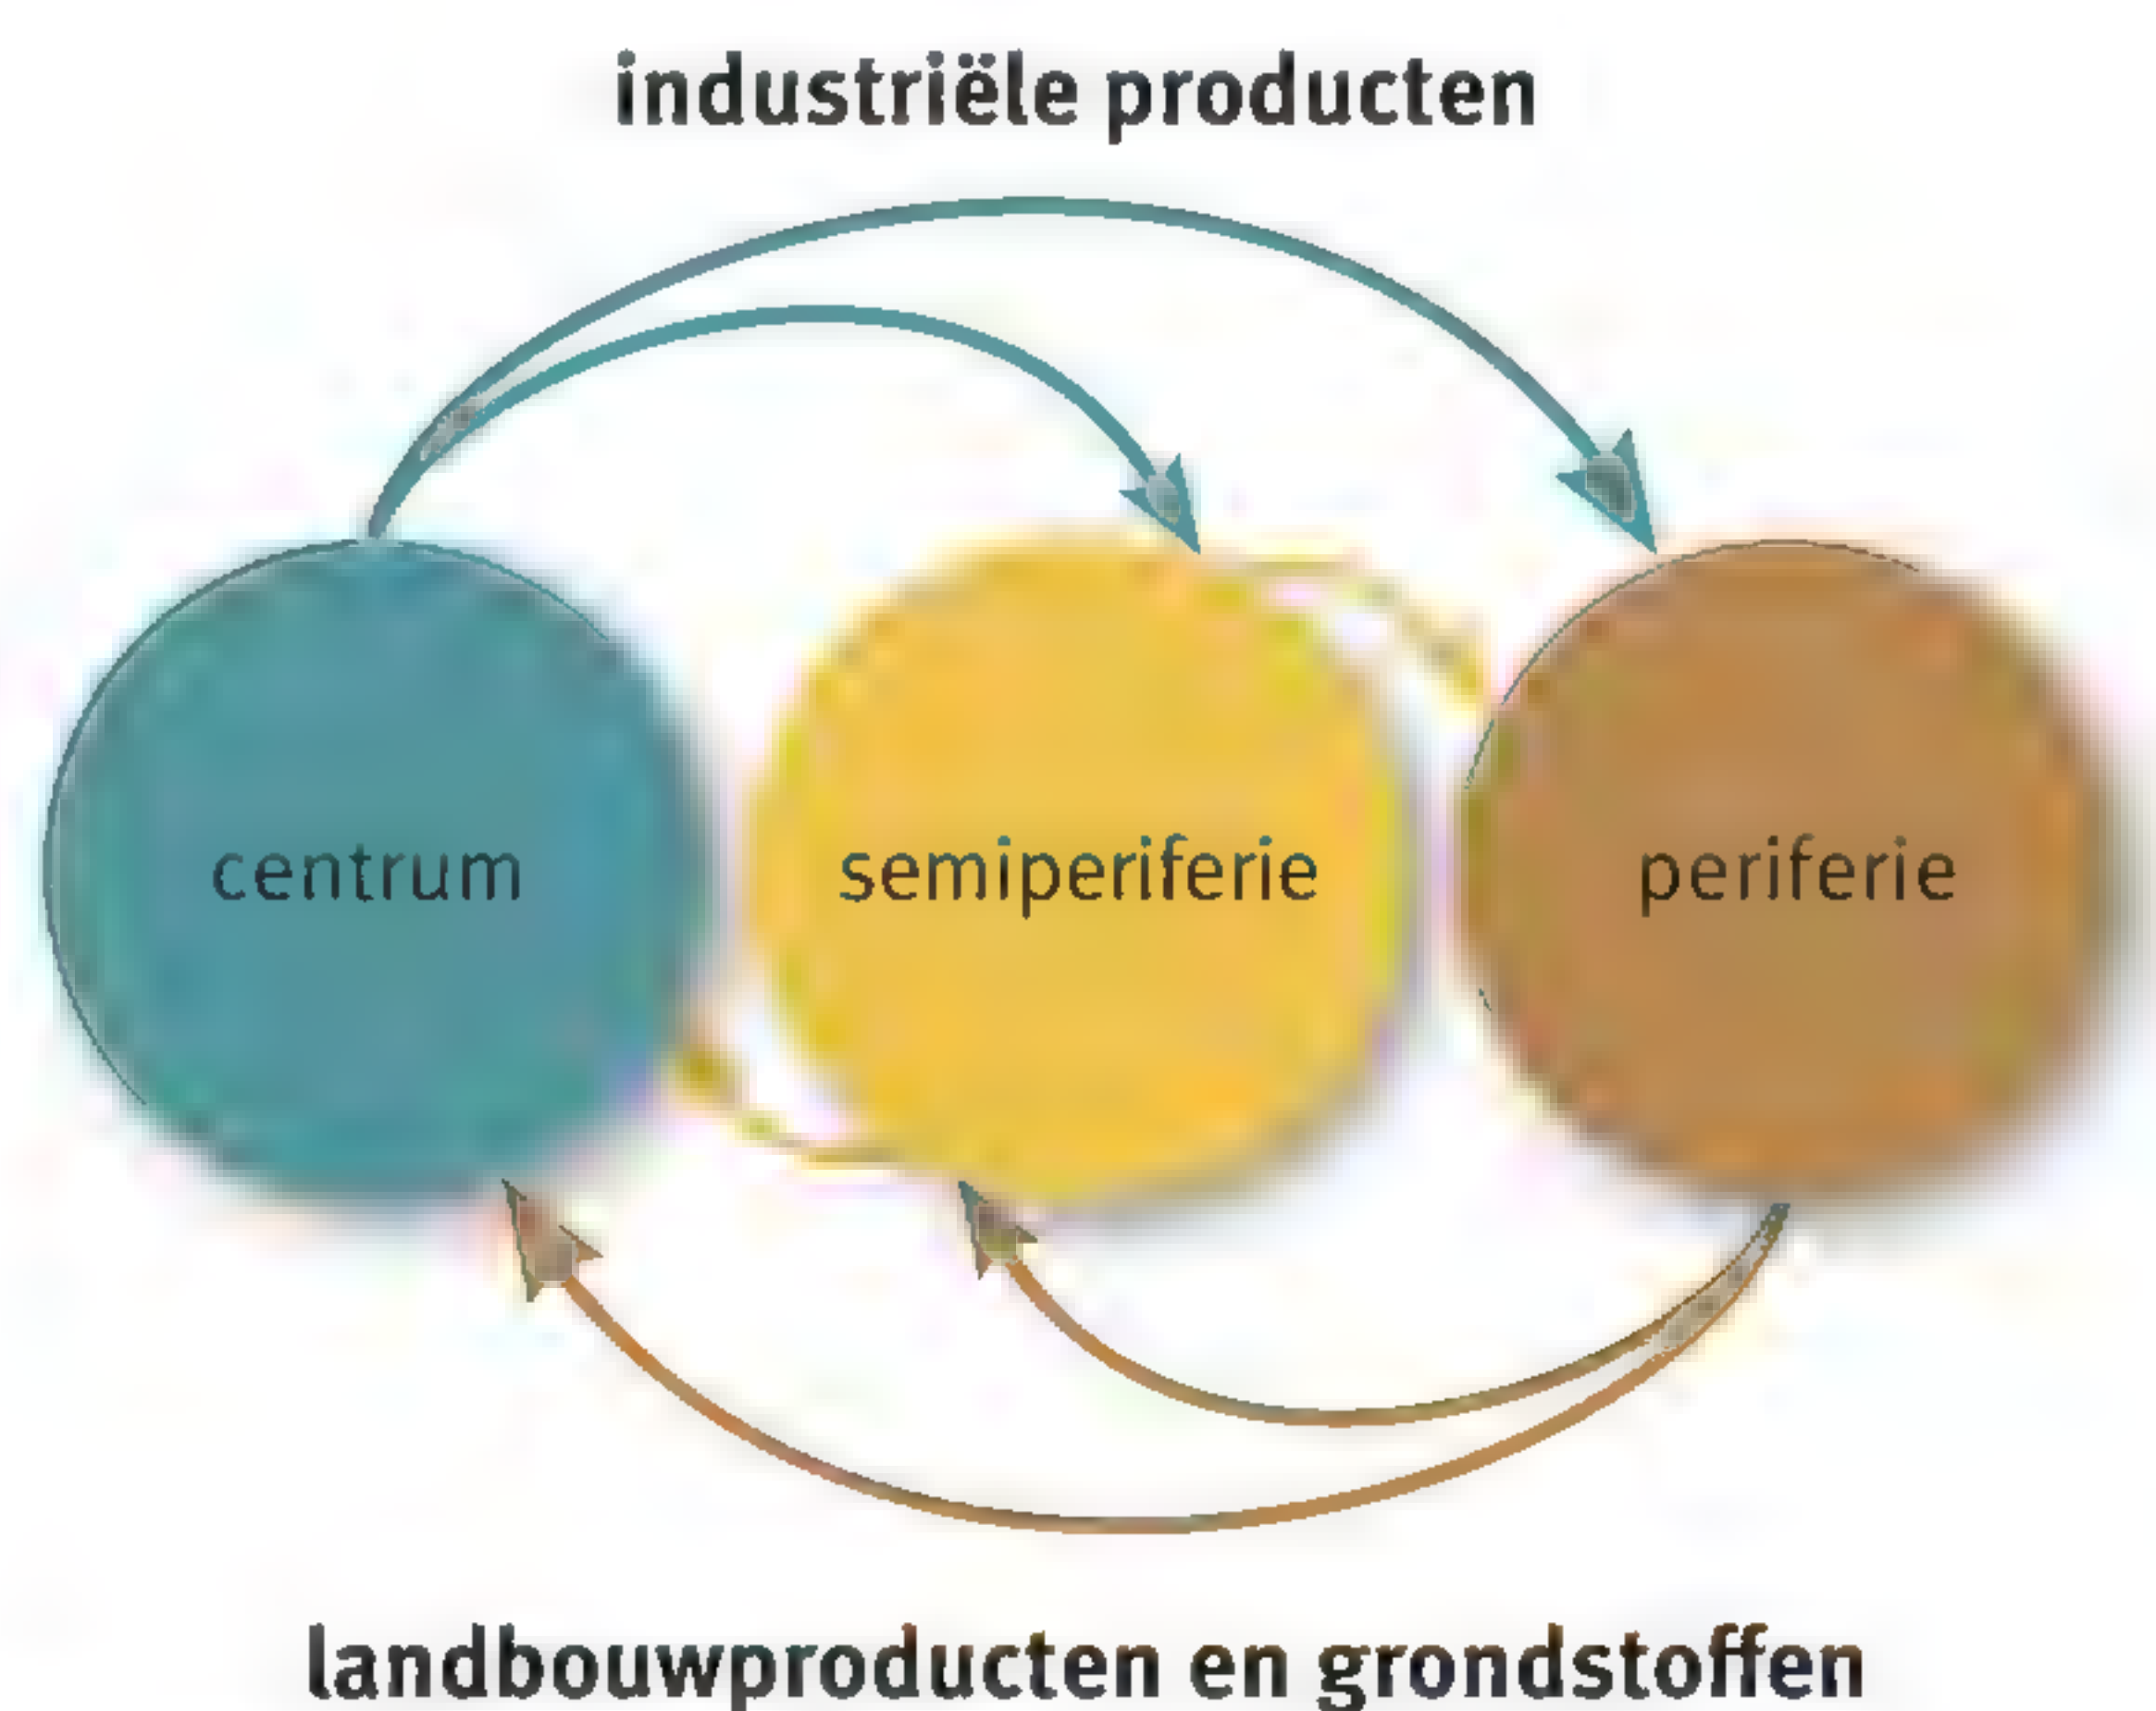 industriële producten
centrum
semiperiferie
periferie
landbouwproducten en grondstoffen